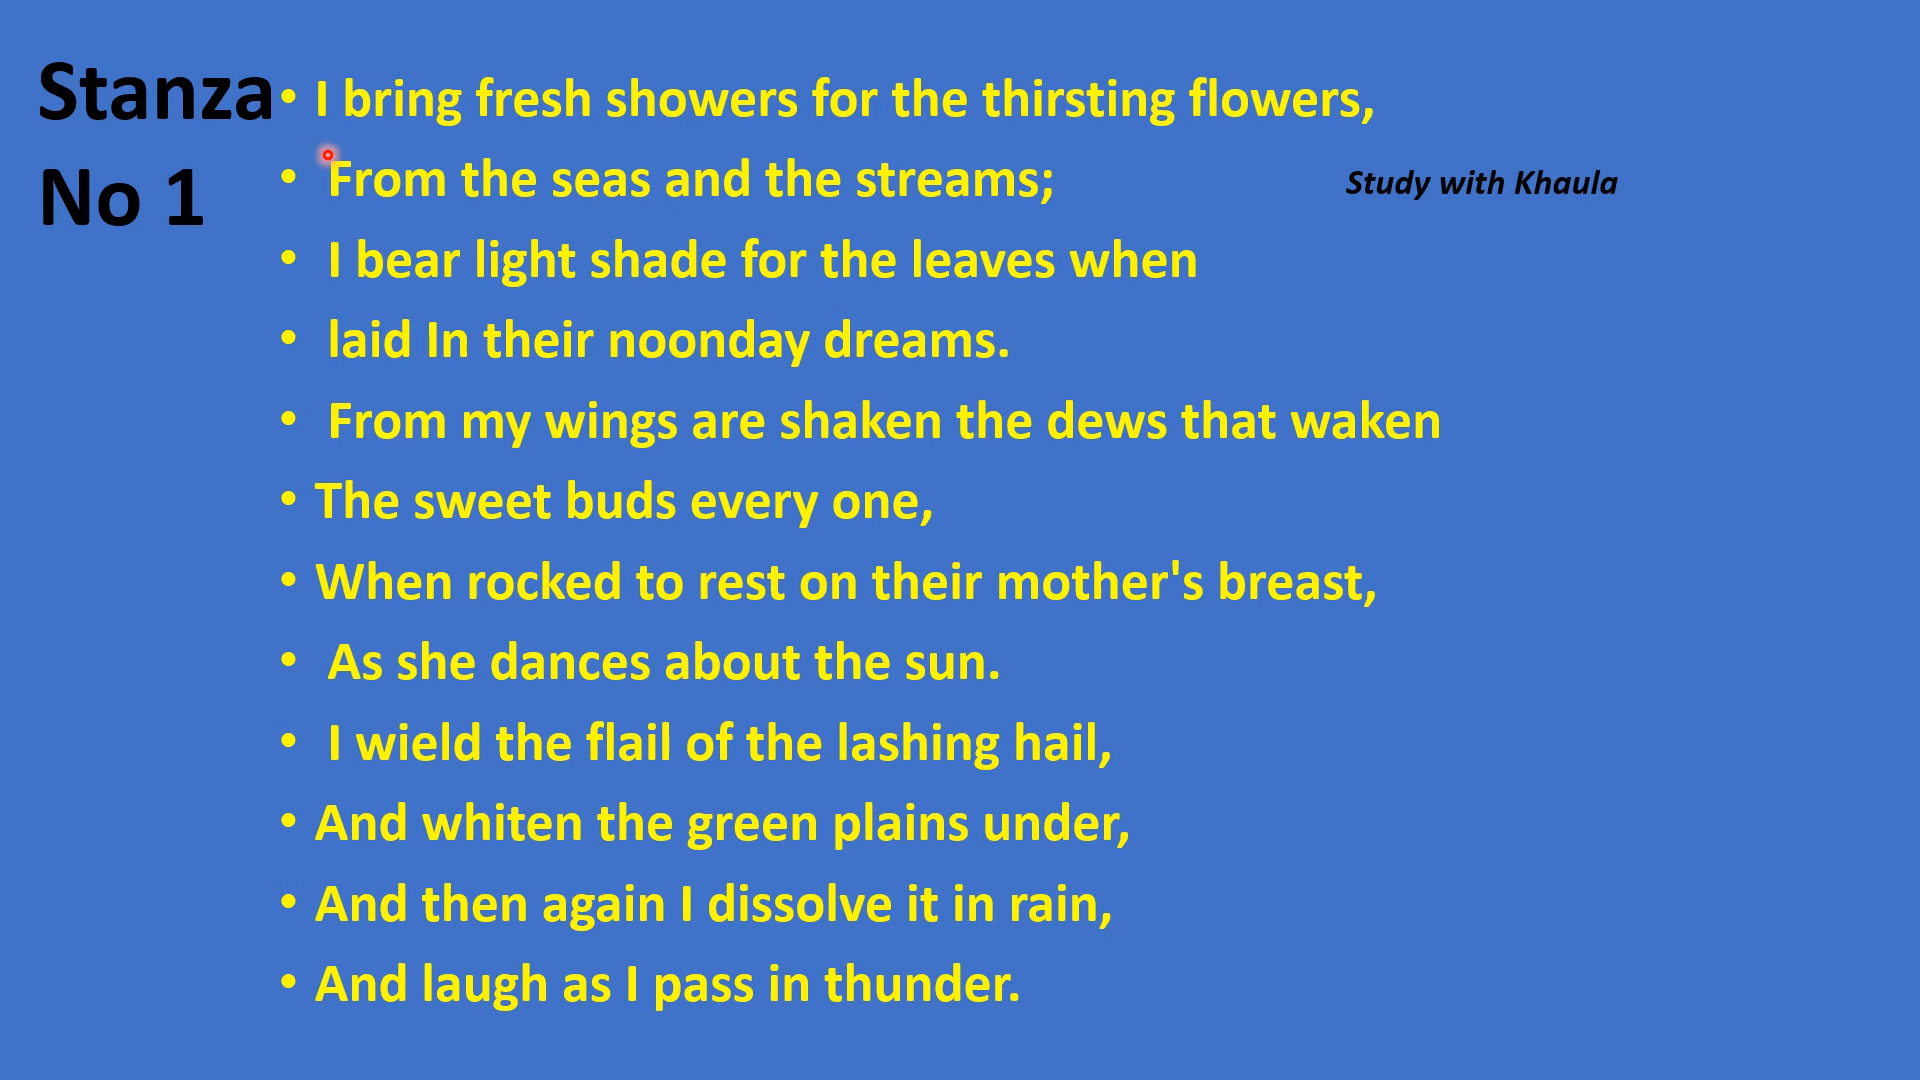 Stanza
No 1
• I bring fresh showers for the thirsting flowers,
• From the seas and the streams;
Study with Khaula
• I bear light shade for the leaves when
• laid In their noonday dreams.
• From my wings are shaken the dews that waken
• The sweet buds every one,
• When rocked to rest on their mother's breast,
• As she dances about the sun.
• I wield the flail of the lashing hail,
• And whiten the green plains under,
• And then again I dissolve it in rain,
• And laugh as I pass in thunder.